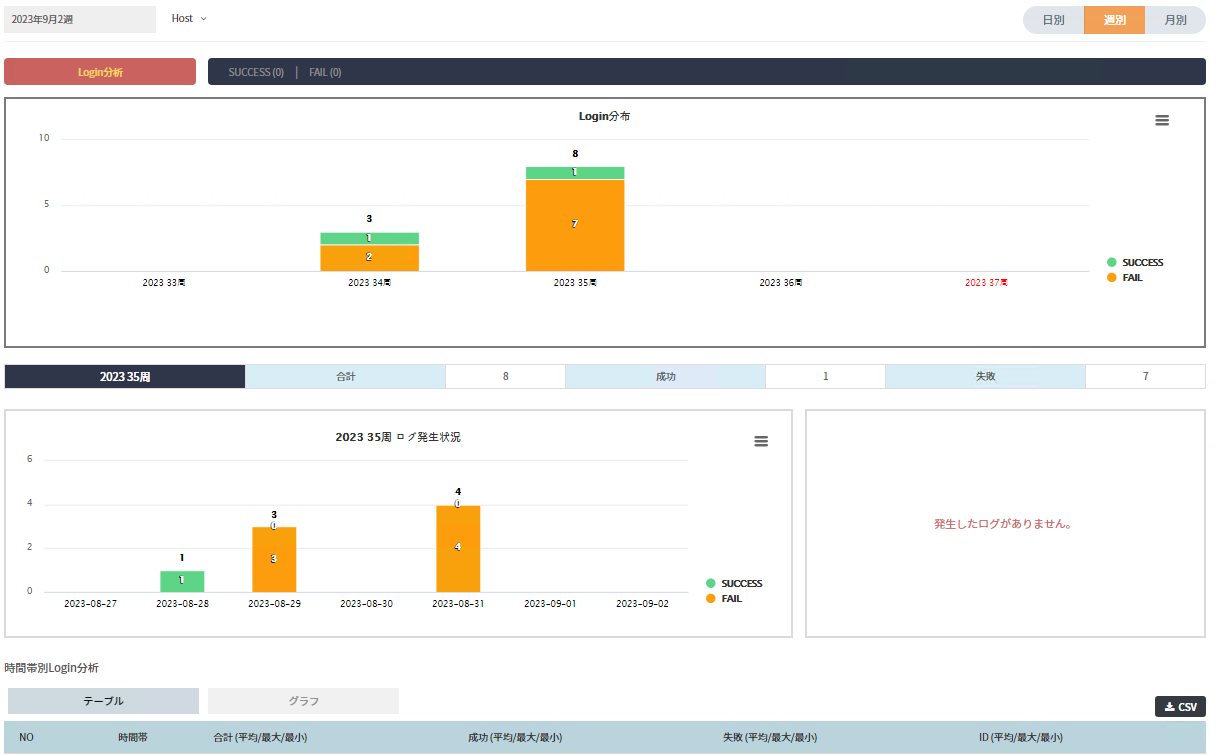 2023年9月2週 Host 日別 週別 月別
Login分析 SUCCESS (0) | FAIL (0)
Login分布
10
8
1
5
3
1
7
2
0
2023 33周 2023 34周 2023 35周 2023 36周 2023 37周
SUCCESS
FAIL
2023 35周 合計 8 成功 1 失敗 7
2023 35周 ログ発生状況
6
4
4
0
3
0
2
4
1
3
1
0
2023-08-27 2023-08-28 2023-08-29 2023-08-30 2023-08-31 2023-09-01 2023-09-02
SUCCESS
FAIL
発生したログがありません。
時間帯別Login分析
テーブル グラフ
CSV
NO 時間帯 合計 (平均/最大/最小) 成功 (平均/最大/最小) 失敗 (平均/最大/最小) ID (平均/最大/最小)